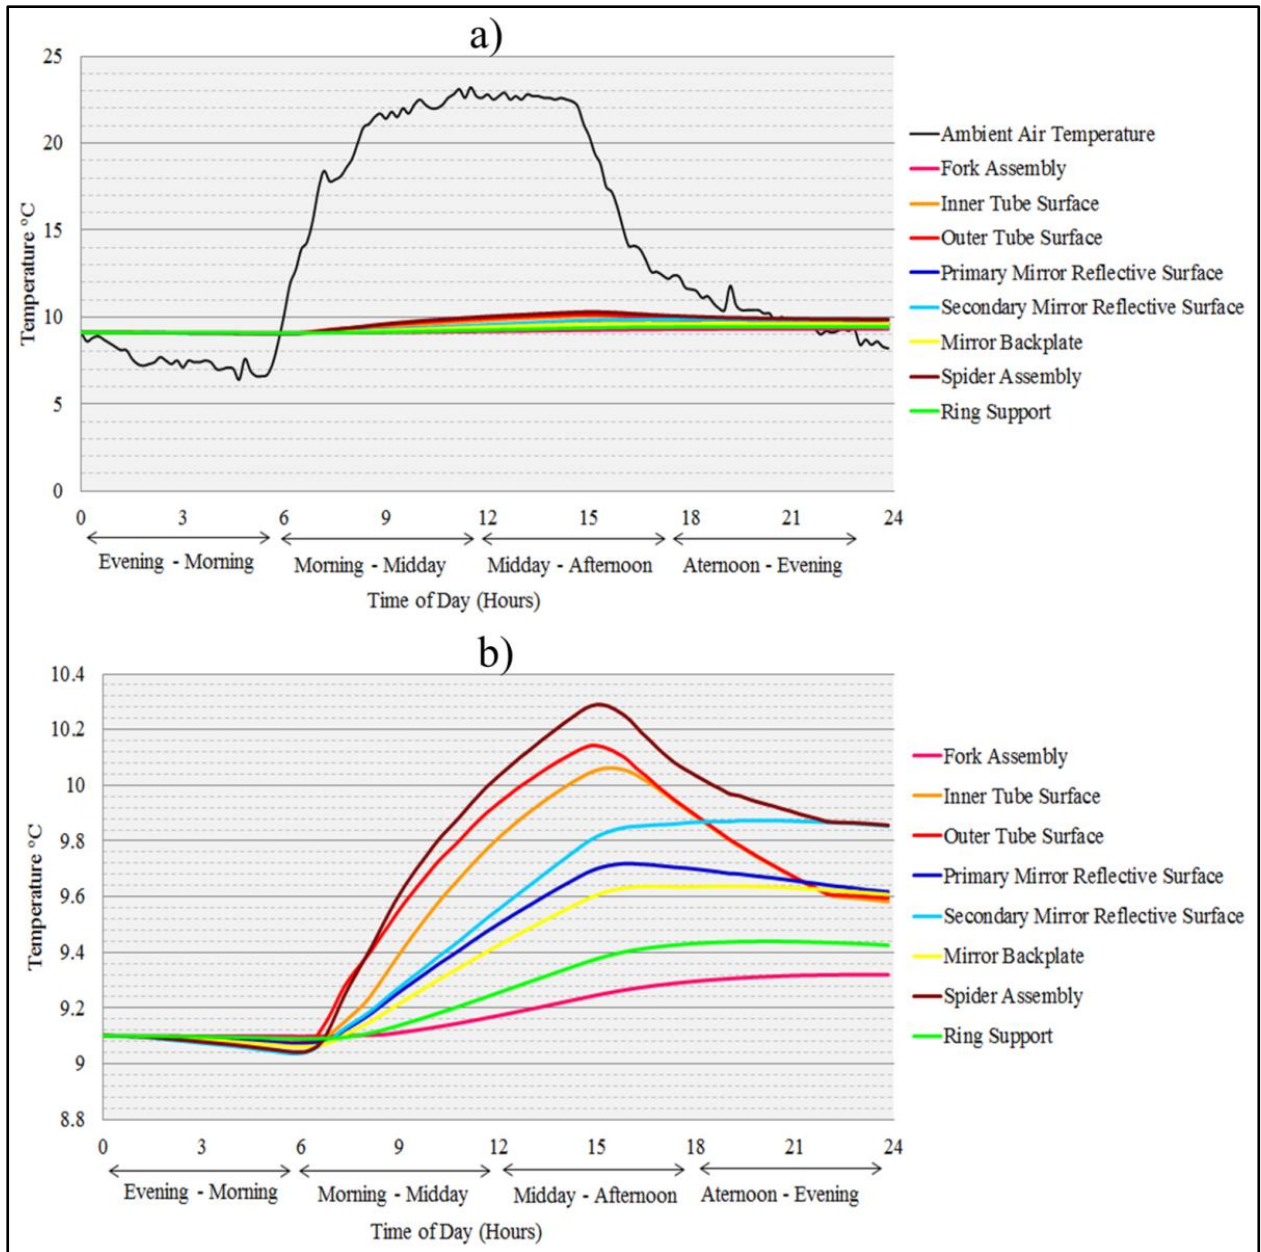 a)
25
20
15
10
5
0
Temperature °C
0 3 6 9 12 15 18 21 24
Evening - Morning Morning - Midday Midday - Afternoon Aternoon - Evening
Time of Day (Hours)
Ambient Air Temperature
Fork Assembly
Inner Tube Surface
Outer Tube Surface
Primary Mirror Reflective Surface
Secondary Mirror Reflective Surface
Mirror Backplate
Spider Assembly
Ring Support
b)
10.4
10.2
10
9.8
9.6
9.4
9.2
9
8.8
Temperature °C
0 3 6 9 12 15 18 21 24
Evening - Morning Morning - Midday Midday - Afternoon Aternoon - Evening
Time of Day (Hours)
Fork Assembly
Inner Tube Surface
Outer Tube Surface
Primary Mirror Reflective Surface
Secondary Mirror Reflective Surface
Mirror Backplate
Spider Assembly
Ring Support